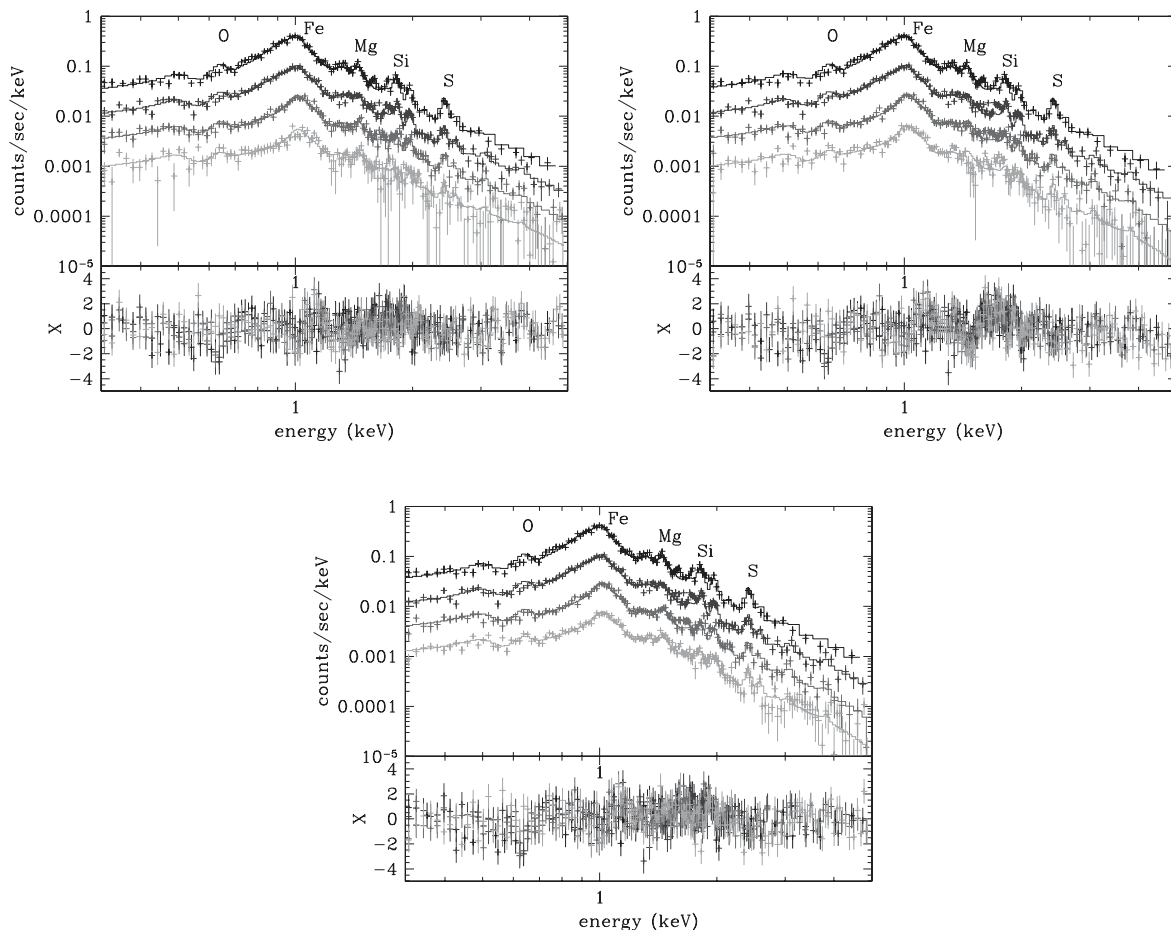 1
0.1
0.01
0.001
0.0001
10⁻⁵
counts/sec/keV
O
Fe
Mg
Si
S
4
2
0
−2
−4
X
1
1
energy (keV)
1
0.1
0.01
0.001
0.0001
10⁻⁵
counts/sec/keV
O
Fe
Mg
Si
S
4
2
0
−2
−4
X
1
1
energy (keV)
1
0.1
0.01
0.001
0.0001
10⁻⁵
counts/sec/keV
O
Fe
Mg
Si
S
4
2
0
−2
−4
X
1
1
energy (keV)